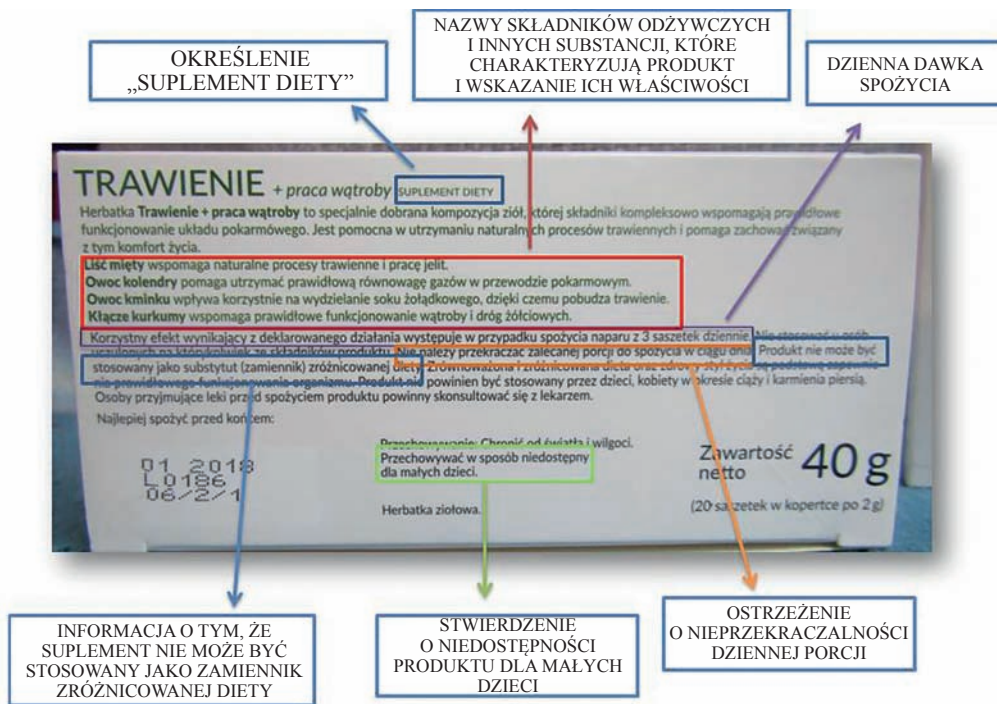 OKREŚLENIE
„SUPLEMENT DIETY”
NAZWY SKŁADNIKÓW ODŻYWCZYCH
I INNYCH SUBSTANCJI, KTÓRE
CHARAKTERYZUJĄ PRODUKT
I WSKAZANIE ICH WŁAŚCIWOŚCI
DZIENNA DAWKA
SPOŻYCIA
TRAWIENIE + praca wątroby SUPLEMENT DIETY
Herbatka Trawienie + praca wątroby to specjalnie dobrana kompozycja ziół, której składniki kompleksowo wspomagają prawidłowe
funkcjonowanie układu pokarmowego. Jest pomocna w utrzymaniu naturalnych procesów trawiennych i pomaga zachować związany
z tym komfort życia.
Liść mięty wspomaga naturalne procesy trawienne i pracę jelit.
Owoc kolendry pomaga utrzymać prawidłową równowagę gazów w przewodzie pokarmowym.
Owoc kminku wpływa korzystnie na wydzielanie soku żołądkowego, dzięki czemu pobudza trawienie.
Kłącze kurkumy wspomaga prawidłowe funkcjonowanie wątroby i dróg żółciowych.
Korzystny efekt wynikający z deklarowanego działania występuje w przypadku spożycia naparu z 3 saszetek dziennie. Nie stosować u osób
uczulonych na którykolwiek ze składników produktu. Nie należy przekraczać zalecanej porcji do spożycia w ciągu dnia. Produkt nie może być
stosowany jako substytut (zamiennik) zróżnicowanej diety. Zrównoważona i zróżnicowana dieta oraz zdrowy styl życia są podstawą
prawidłowego funkcjonowania organizmu. Produkt nie powinien być stosowany przez dzieci, kobiety w okresie ciąży i karmienia piersią.
Osoby przyjmujące leki przed spożyciem produktu powinny skonsultować się z lekarzem.
Najlepiej spożyć przed końcem:
01 2018
L0186
06/2/1
Przechowywanie: Chronić od światła i wilgoci.
Przechowywać w sposób niedostępny
dla małych dzieci.
Herbatka ziołowa.
Zawartość
netto 40 g
(20 saszetek w kopertce po 2 g)
INFORMACJA O TYM, ŻE
SUPLEMENT NIE MOŻE BYĆ
STOSOWANY JAKO ZAMIENNIK
ZRÓŻNICOWANEJ DIETY
STWIERDZENIE
O NIEDOSTĘPNOŚCI
PRODUKTU DLA MAŁYCH
DZIECI
OSTRZEŻENIE
O NIEPRZEKRACZALNOŚCI
DZIENNEJ PORCJI